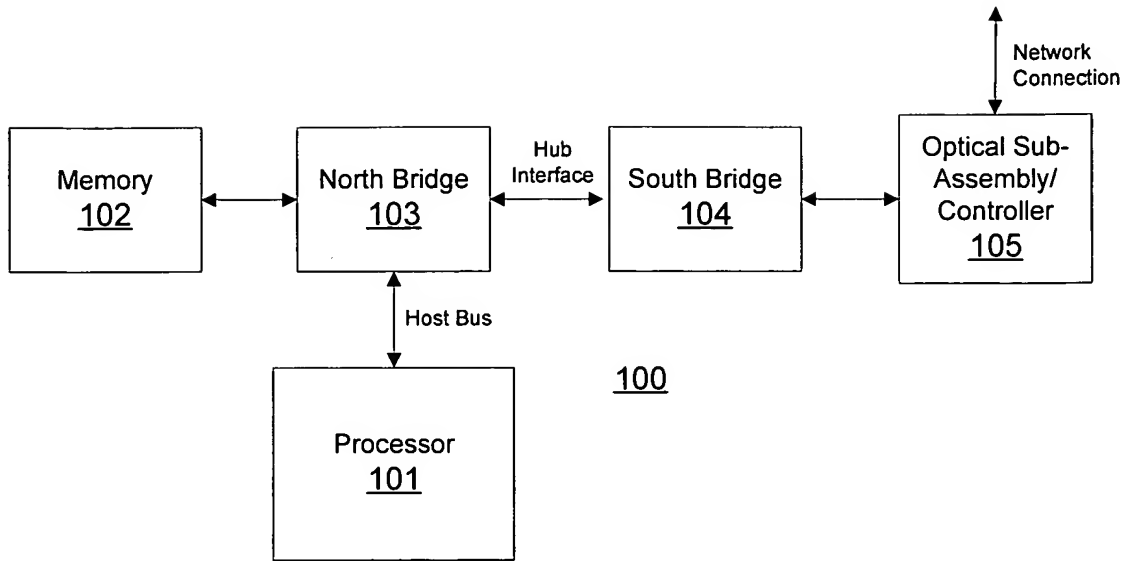 Network
Connection
Memory
102
North Bridge
103
Hub
Interface
South Bridge
104
Optical Sub-
Assembly/
Controller
105
Host Bus
100
Processor
101